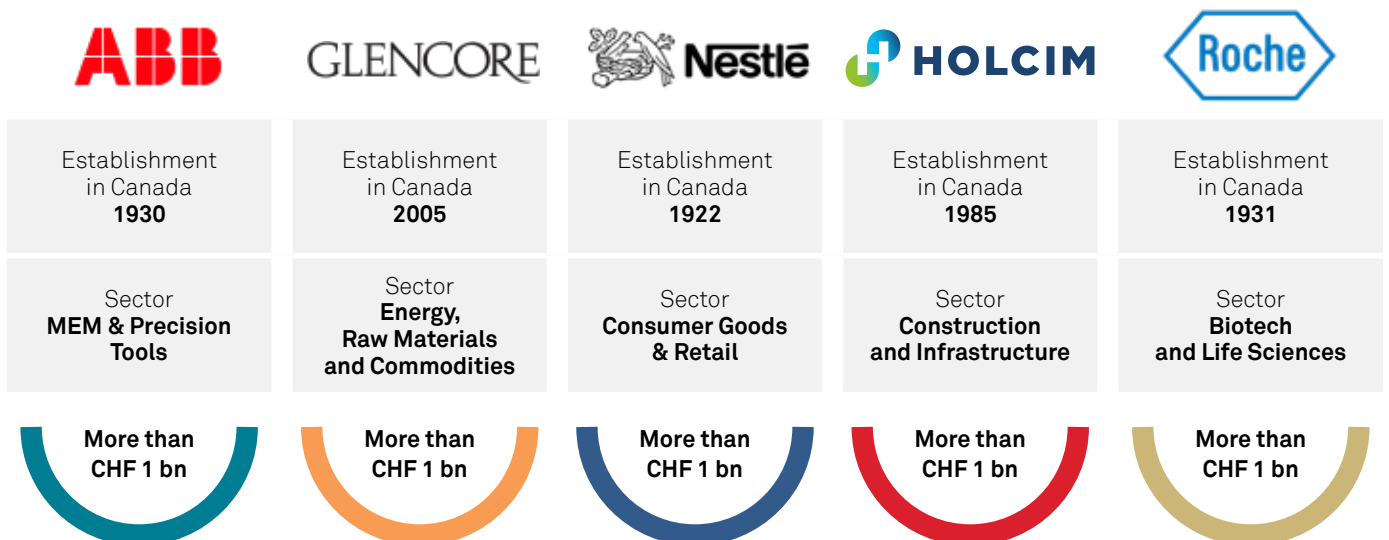 ABB
GLENCORE
Nestlé
HOLCIM
Roche
Establishment
in Canada
1930
Establishment
in Canada
2005
Establishment
in Canada
1922
Establishment
in Canada
1985
Establishment
in Canada
1931
Sector
MEM & Precision
Tools
Sector
Energy,
Raw Materials
and Commodities
Sector
Consumer Goods
& Retail
Sector
Construction
and Infrastructure
Sector
Biotech
and Life Sciences
More than
CHF 1 bn
More than
CHF 1 bn
More than
CHF 1 bn
More than
CHF 1 bn
More than
CHF 1 bn